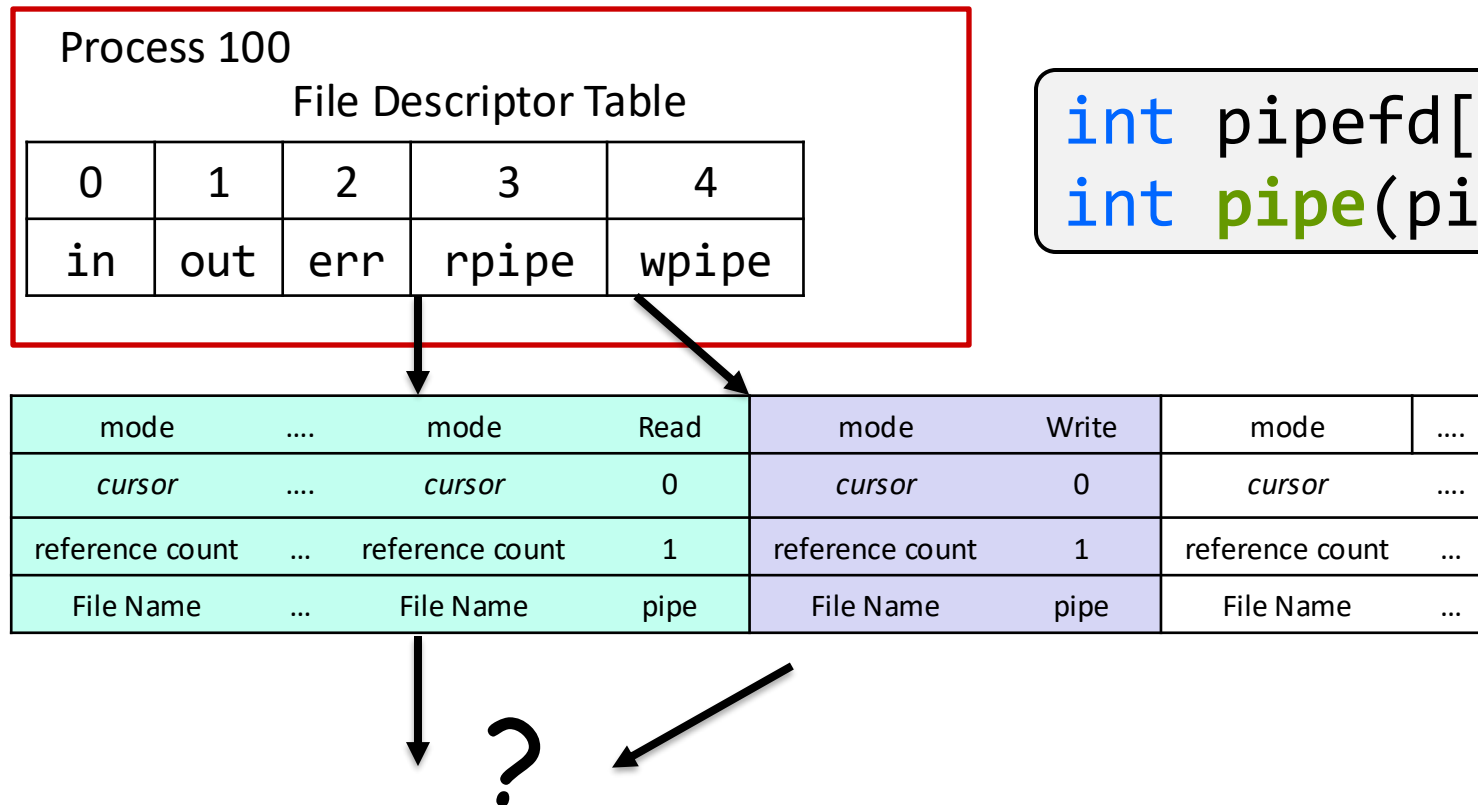 Process 100
File Descriptor Table
0 1 2 3 4
in out err rpipe wpipe
int pipefd[
int pipe(pi
mode .... mode Read mode Write mode ....
cursor .... cursor 0 cursor 0 cursor ....
reference count ... reference count 1 reference count 1 reference count ...
File Name ... File Name pipe File Name pipe File Name ...
?